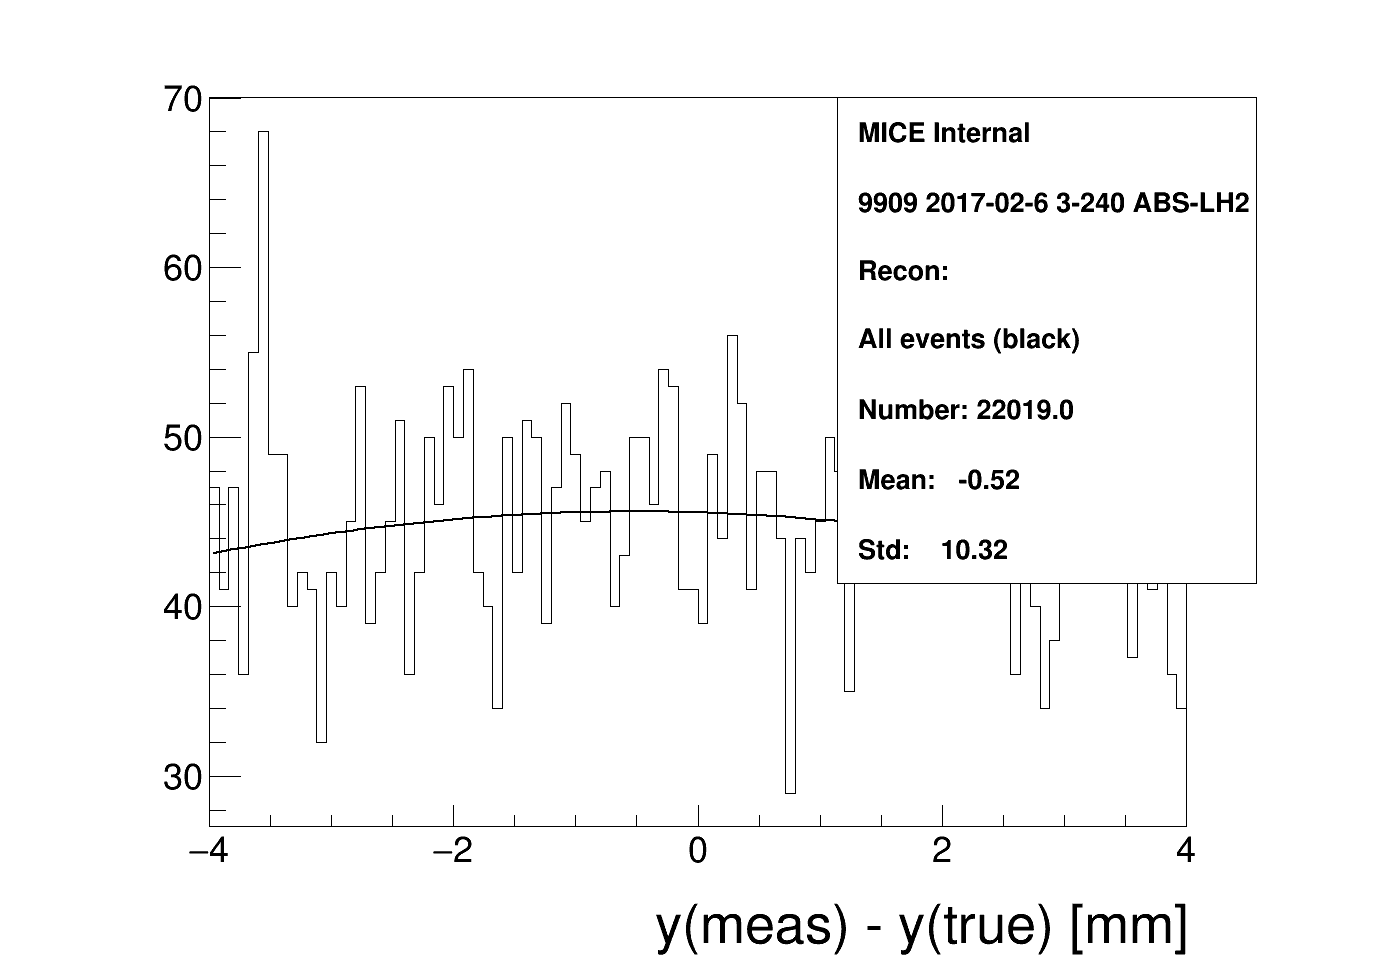 70
60
50
40
30
−4
−2
0
2
4
y(meas) - y(true) [mm]
MICE Internal
9909 2017-02-6 3-240 ABS-LH2
Recon:
All events (black)
Number: 22019.0
Mean: -0.52
Std: 10.32